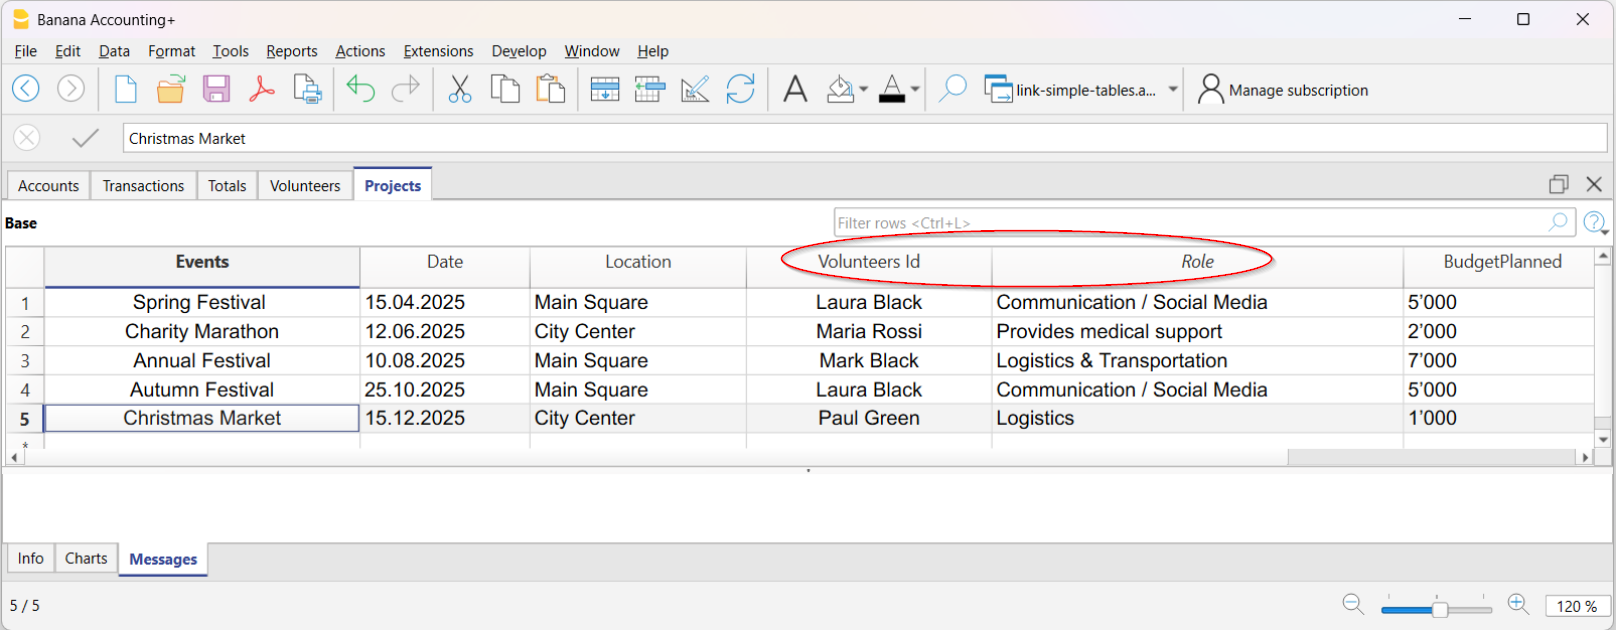 Banana Accounting+
File Edit Data Format Tools Reports Actions Extensions Develop Window Help
link-simple-tables.a... Manage subscription
Christmas Market
Accounts Transactions Totals Volunteers Projects
Base Filter rows <Ctrl+L>
Events Date Location Volunteers Id Role BudgetPlanned
1 Spring Festival 15.04.2025 Main Square Laura Black Communication / Social Media 5’000
2 Charity Marathon 12.06.2025 City Center Maria Rossi Provides medical support 2’000
3 Annual Festival 10.08.2025 Main Square Mark Black Logistics & Transportation 7’000
4 Autumn Festival 25.10.2025 Main Square Laura Black Communication / Social Media 5’000
5 Christmas Market 15.12.2025 City Center Paul Green Logistics 1’000
*
Info Charts Messages
5 / 5 120 %